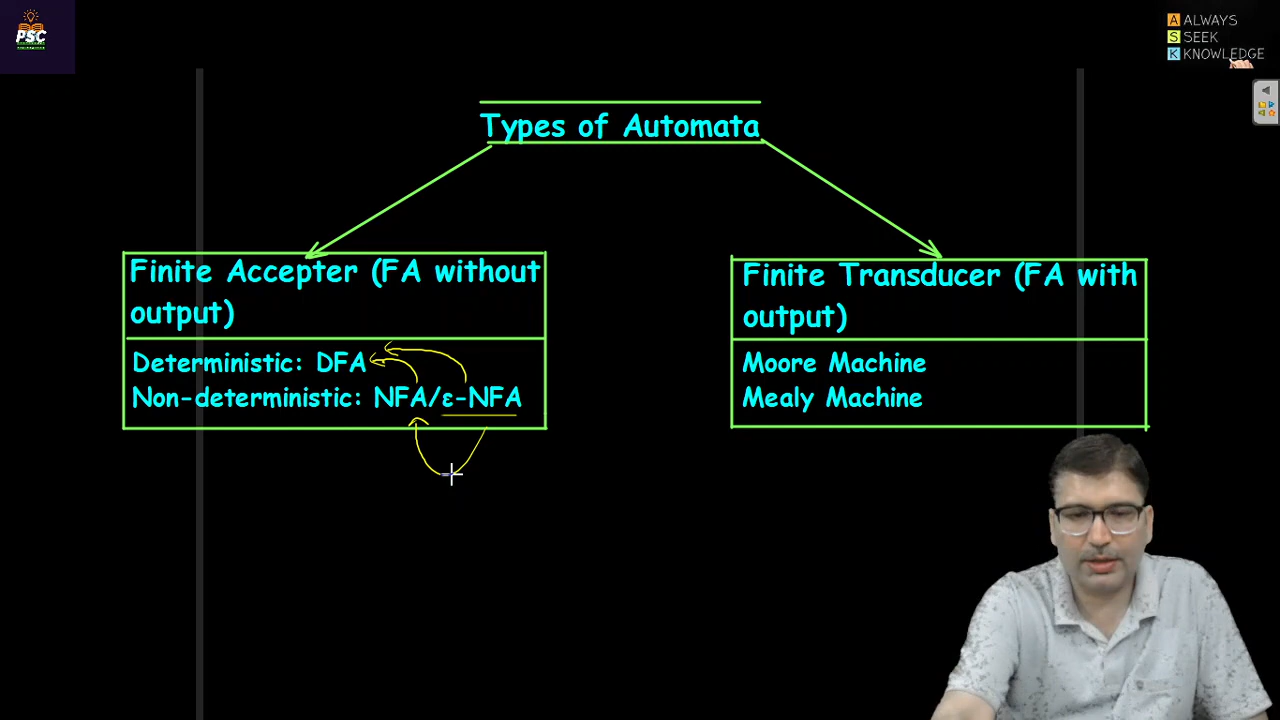 PSC
ALWAYS
SEEK
KNOWLEDGE
Types of Automata
Finite Accepter (FA without
output)
Deterministic: DFA
Non-deterministic: NFA/ε-NFA
Finite Transducer (FA with
output)
Moore Machine
Mealy Machine